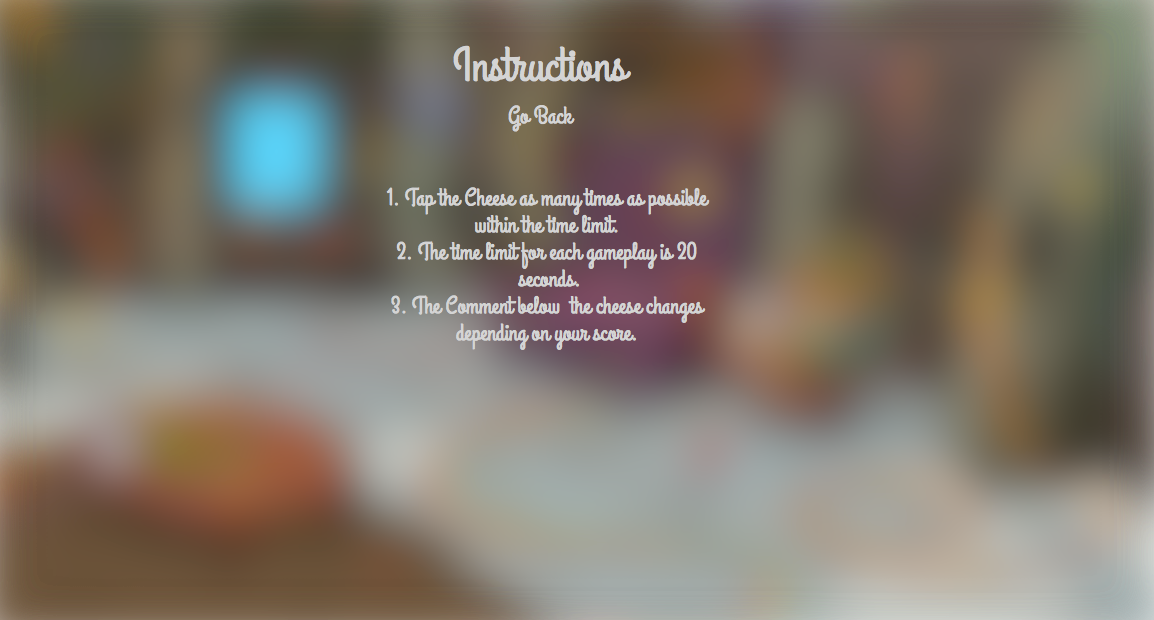 Instructions
Go Back
1. Tap the Cheese as many times as possible
within the time limit.
2. The time limit for each gameplay is 20
seconds.
3. The Comment below the cheese changes
depending on your score.